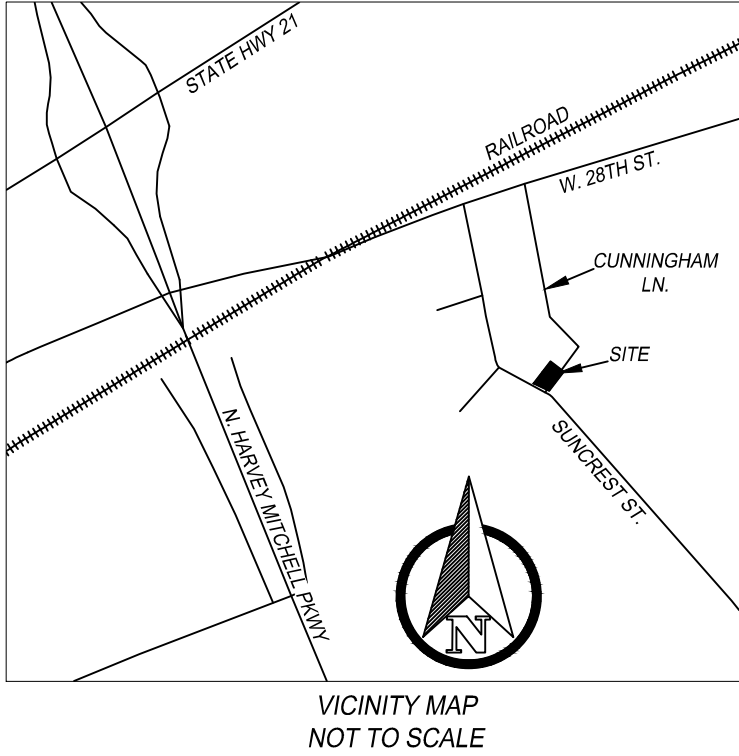 STATE HWY 21
RAILROAD
W. 28TH ST.
CUNNINGHAM
LN.
SITE
SUNCREST ST.
N. HARVEY MITCHELL PKWY
N
VICINITY MAP
NOT TO SCALE